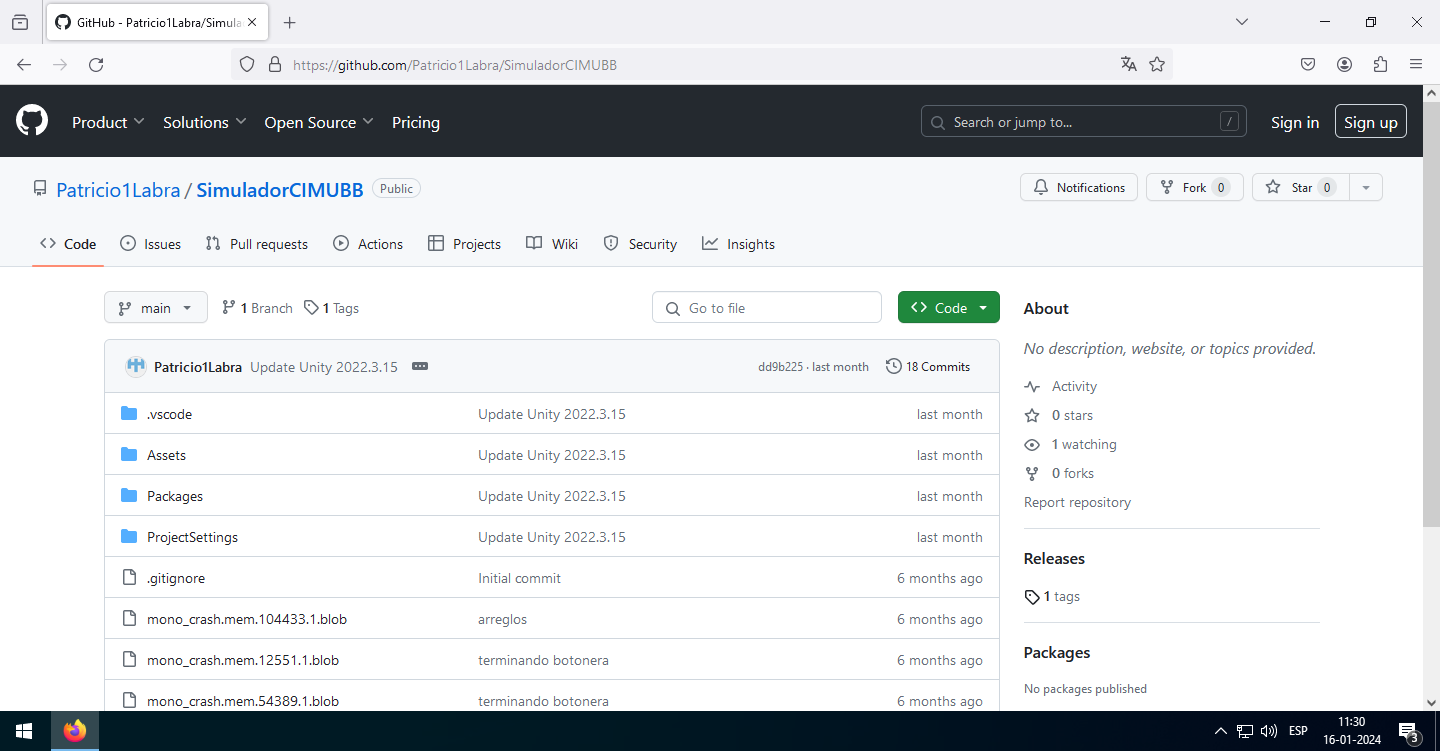 GitHub - Patricio1Labra/Simula
https://github.com/Patricio1Labra/SimuladorCIMUBB
Product Solutions Open Source Pricing
Search or jump to... /
Sign in Sign up
Patricio1Labra / SimuladorCIMUBB Public
Notifications Fork 0 Star 0
Code Issues Pull requests Actions Projects Wiki Security Insights
main 1 Branch 1 Tags
Go to file
Code
Patricio1Labra Update Unity 2022.3.15 dd9b225 · last month 18 Commits
.vscode Update Unity 2022.3.15 last month
Assets Update Unity 2022.3.15 last month
Packages Update Unity 2022.3.15 last month
ProjectSettings Update Unity 2022.3.15 last month
.gitignore Initial commit 6 months ago
mono_crash.mem.104433.1.blob arreglos 6 months ago
mono_crash.mem.12551.1.blob terminando botonera 6 months ago
mono_crash.mem.54389.1.blob terminando botonera 6 months ago
About
No description, website, or topics provided.
Activity
0 stars
1 watching
0 forks
Report repository
Releases
1 tags
Packages
No packages published
ESP
11:30
16-01-2024
3